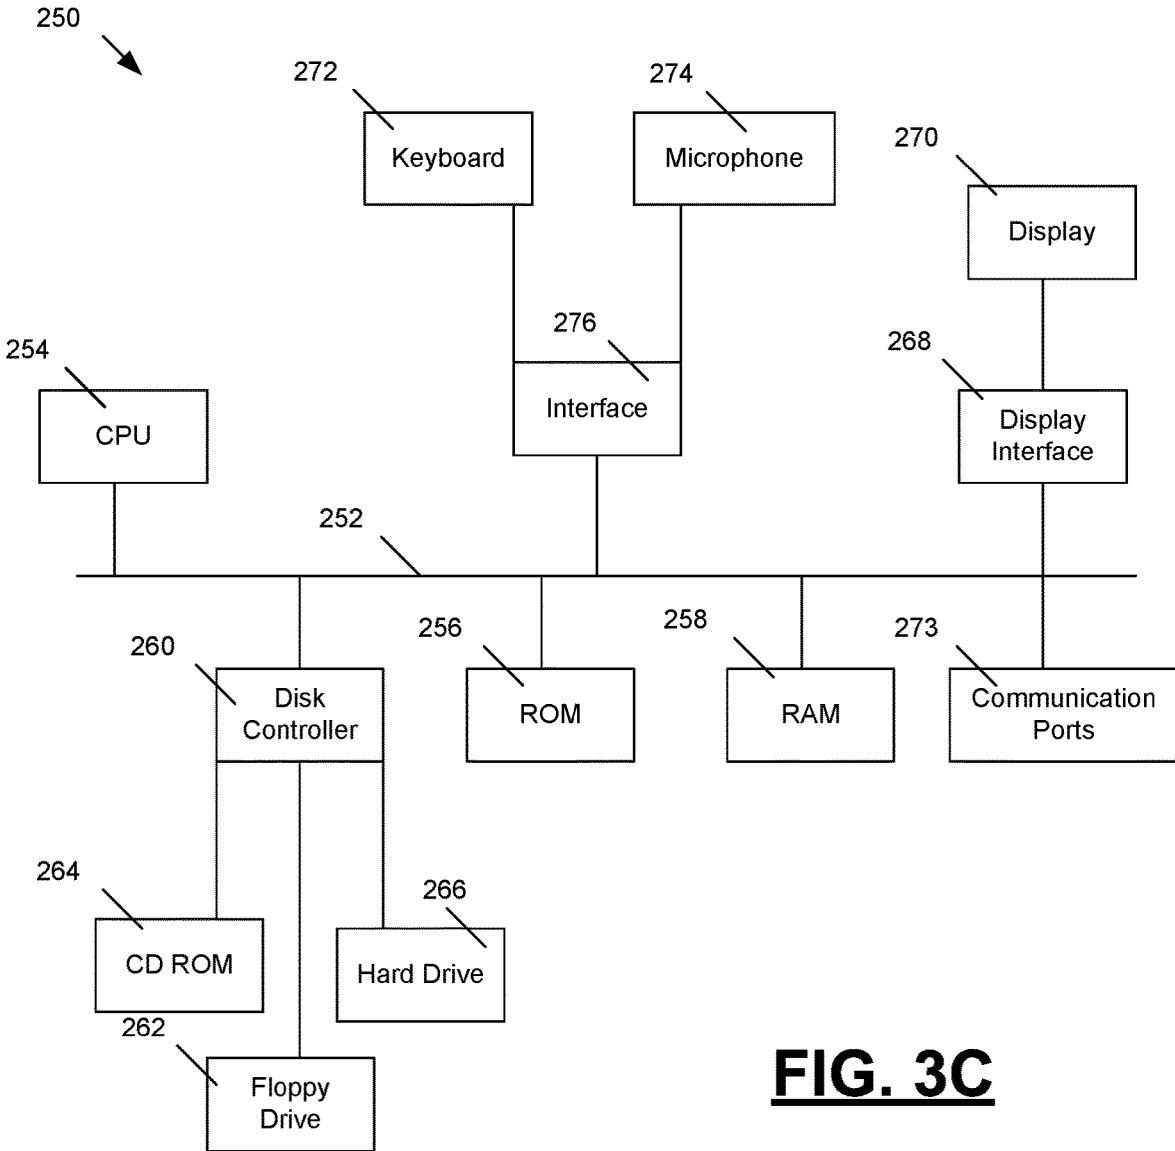 250
272
274
Keyboard
Microphone
270
Display
276
254
268
CPU
Interface
Display
Interface
252
260
256
258
273
Disk
Controller
ROM
RAM
Communication
Ports
264
266
CD ROM
Hard Drive
262
Floppy
Drive
FIG. 3C